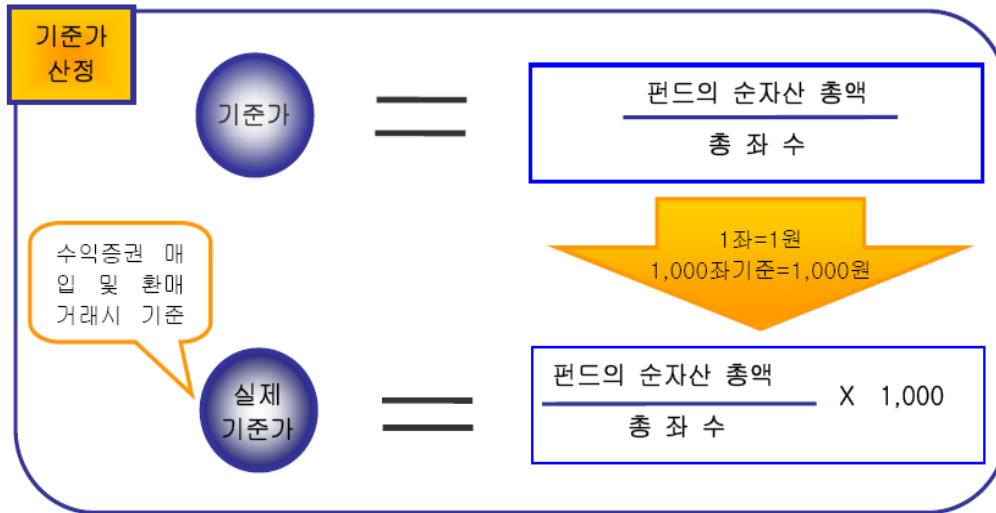 기준가
산정
기준가
펀드의 순자산 총액
총 좌 수
1좌=1원
1,000좌기준=1,000원
수익증권 매
입 및 환매
거래시 기준
실제
기준가
펀드의 순자산 총액
총 좌 수
X 1,000